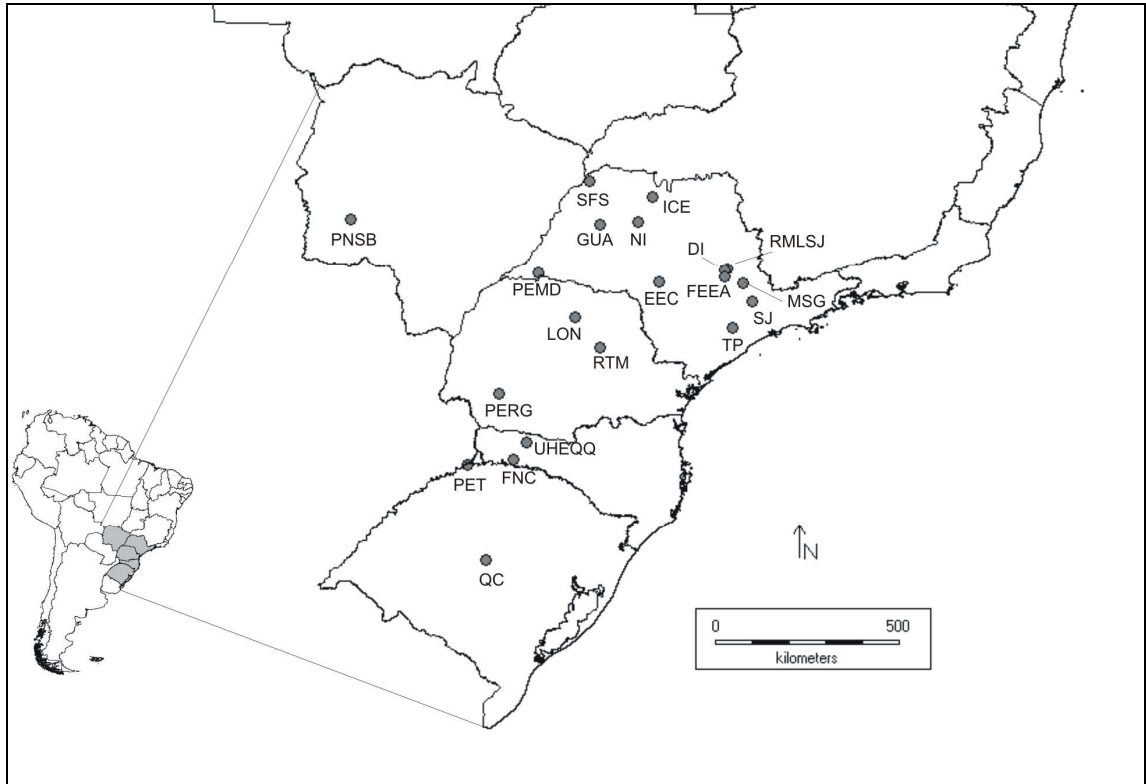 SFS
ICE
PNSB
GUA
NI
DI
RMLSJ
PEMD
EEC
FEEA
MSG
SJ
LON
TP
RTM
PERG
UHEQQ
PET
FNC
N
QC
0 500
kilometers